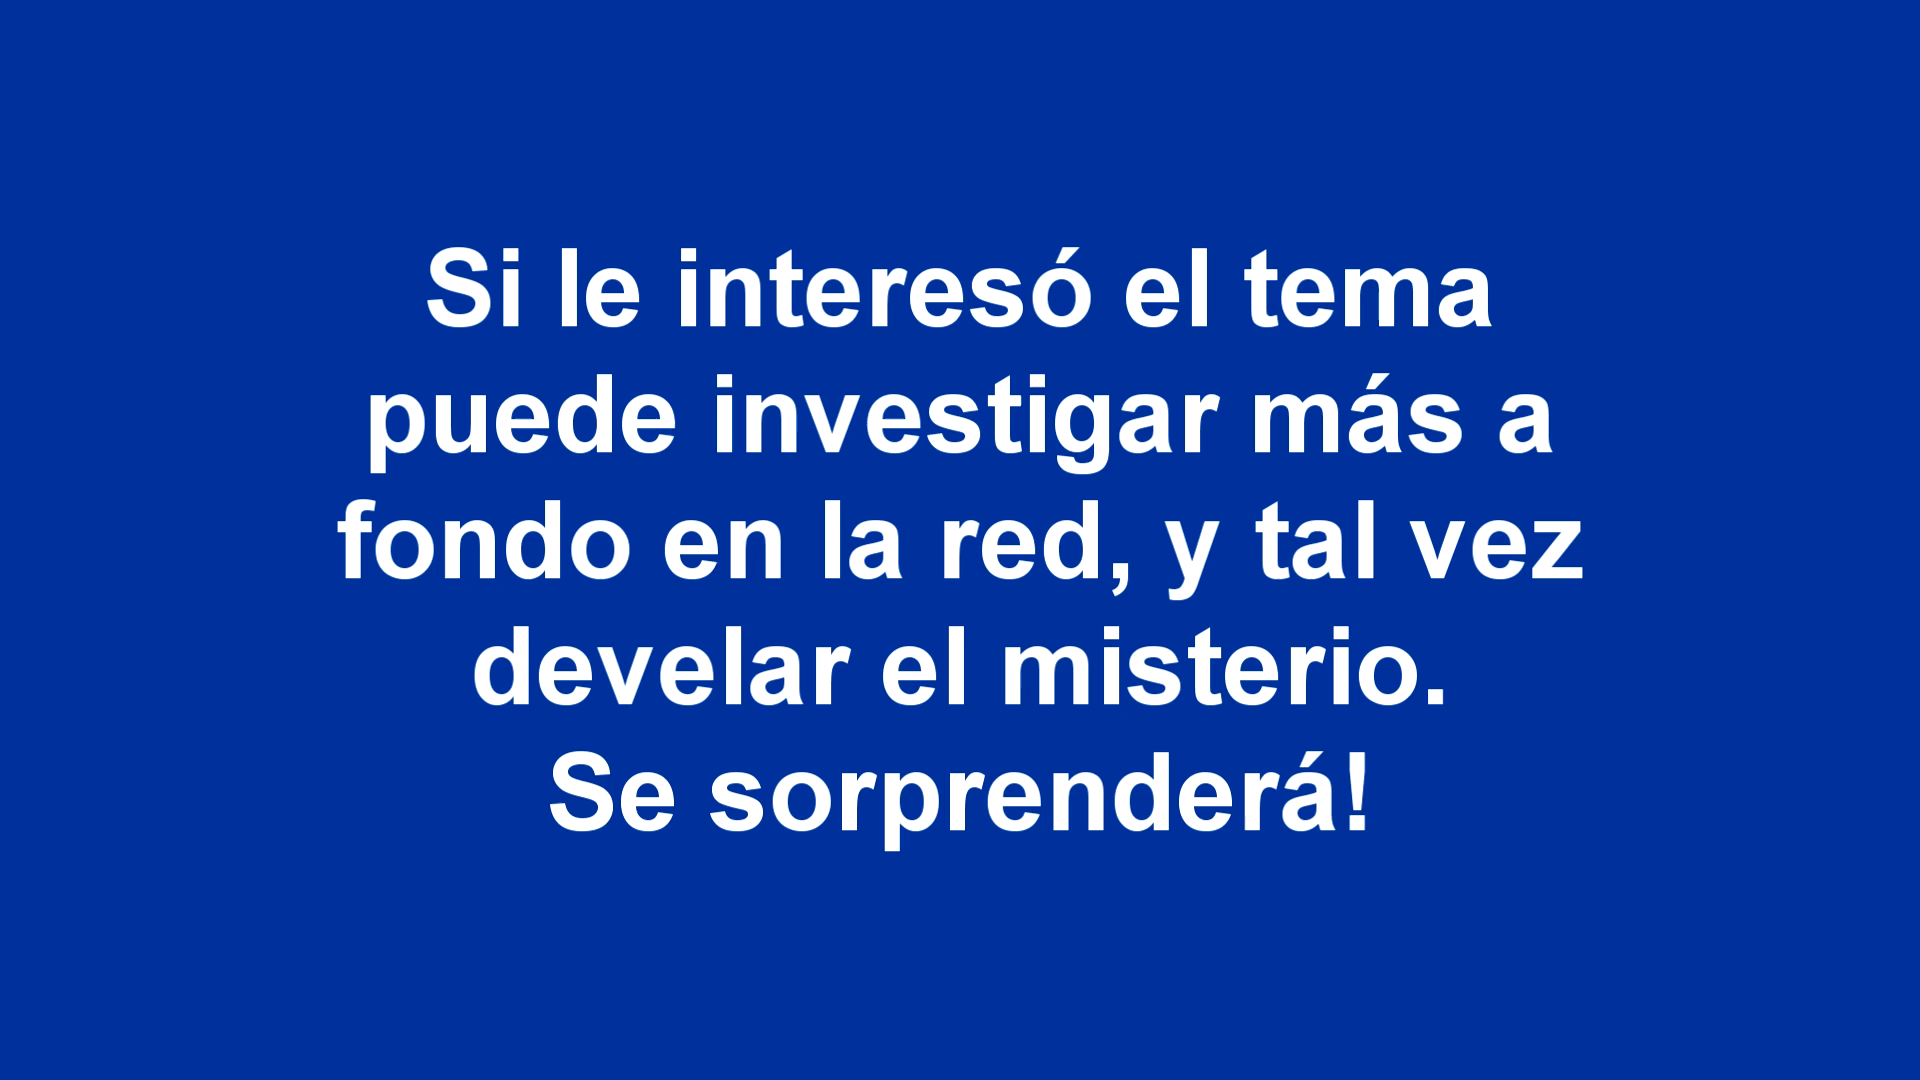 Si le interesó el tema
puede investigar más a
fondo en la red, y tal vez
develar el misterio.
Se sorprenderá!